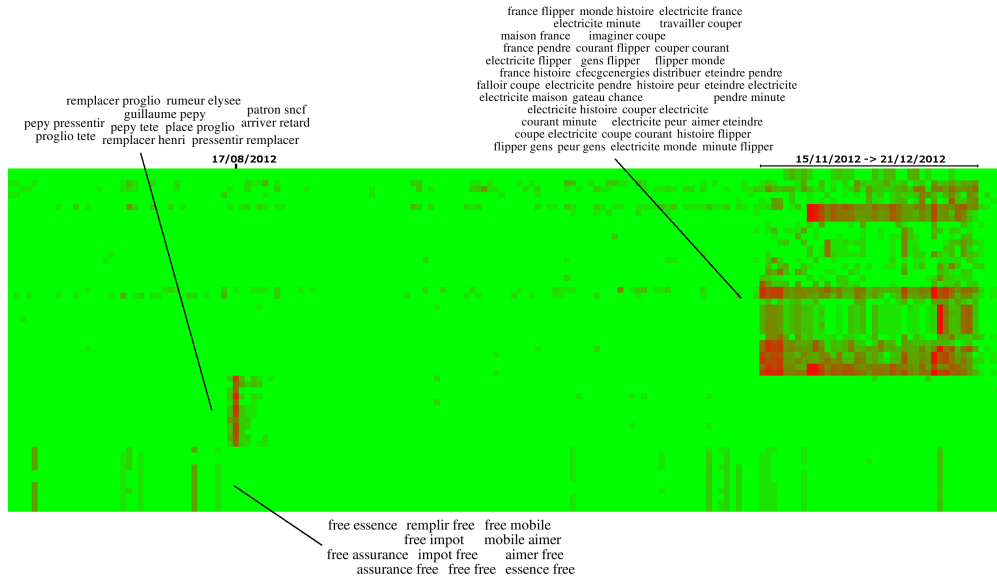 france flipper monde histoire electricite france
electricite minute travailler couper
maison france imaginer coupe
france pendre courant flipper couper courant
electricite flipper gens flipper flipper monde
france histoire cfecgcenergies distribuer eteindre pendre
falloir coupe electricite pendre histoire peur eteindre electricite
electricite maison gateau chance pendre minute
electricite histoire couper electricite
courant minute electricite peur aimer eteindre
coupe electricite coupe courant histoire flipper
flipper gens peur gens electricite monde minute flipper
remplacer proglio rumeur elysee
guillaume pepy patron sncf
pepy pressentir pepy tete place proglio arriver retard
proglio tete remplacer henri pressentir remplacer
17/08/2012
15/11/2012 -> 21/12/2012
free essence remplir free free mobile
free impot mobile aimer
free assurance impot free aimer free
assurance free free free essence free